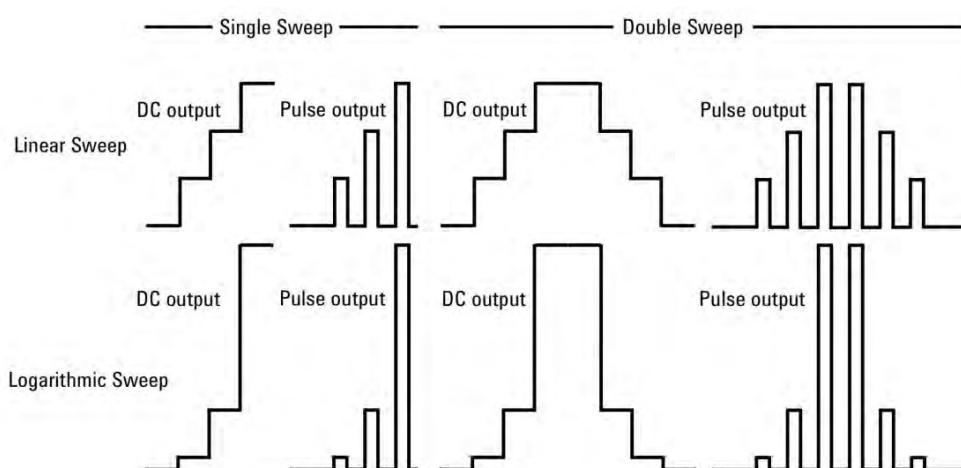 Single Sweep
Double Sweep
DC output
Pulse output
DC output
Pulse output
Linear Sweep
DC output
Pulse output
DC output
Pulse output
Logarithmic Sweep